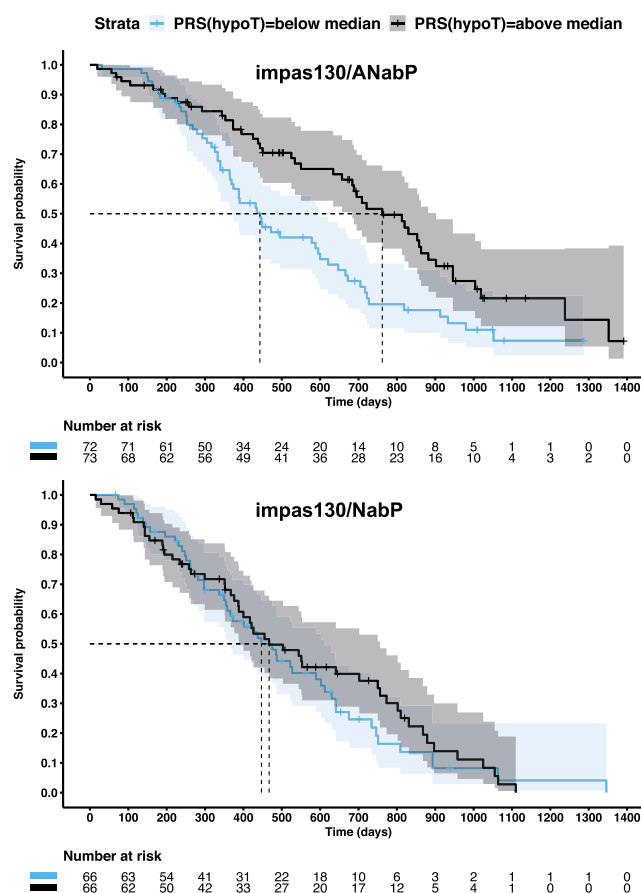 Strata PRS(hypoT)=below median PRS(hypoT)=above median
impas130/ANabP
Survival probability
1.0
0.9
0.8
0.7
0.6
0.5
0.4
0.3
0.2
0.1
0.0
0 100 200 300 400 500 600 700 800 900 1000 1100 1200 1300 1400
Time (days)
Number at risk
72 71 61 50 34 24 20 14 10 8 5 1 1 0 0
73 68 62 56 49 41 36 28 23 16 10 4 3 2 0
impas130/NabP
Survival probability
1.0
0.9
0.8
0.7
0.6
0.5
0.4
0.3
0.2
0.1
0.0
0 100 200 300 400 500 600 700 800 900 1000 1100 1200 1300 1400
Time (days)
Number at risk
66 63 54 41 31 22 18 10 6 3 2 1 1 1 0
66 62 50 42 33 27 20 17 12 5 4 1 0 0 0